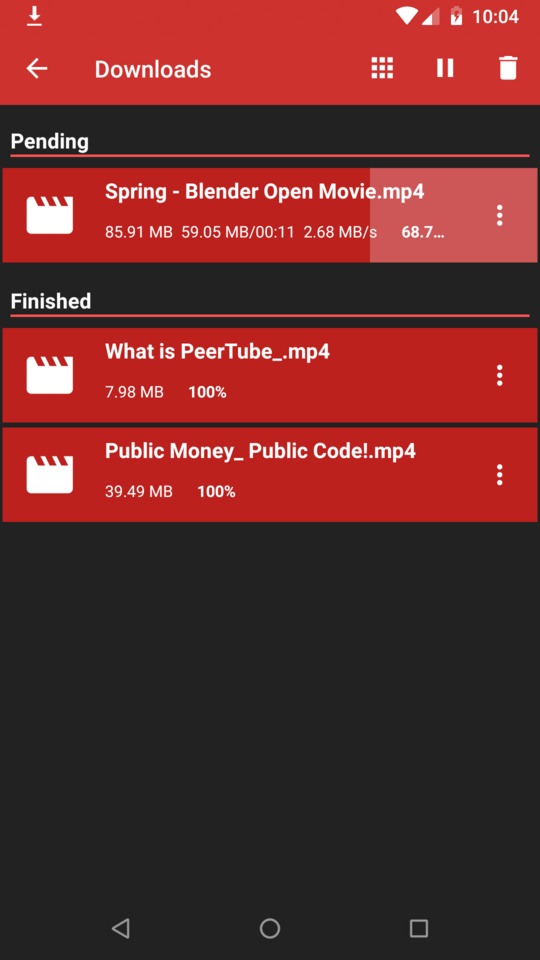 10:04
Downloads
Pending
Spring - Blender Open Movie.mp4
85.91 MB 59.05 MB/00:11 2.68 MB/s 68.7…
Finished
What is PeerTube_.mp4
7.98 MB 100%
Public Money_ Public Code!.mp4
39.49 MB 100%